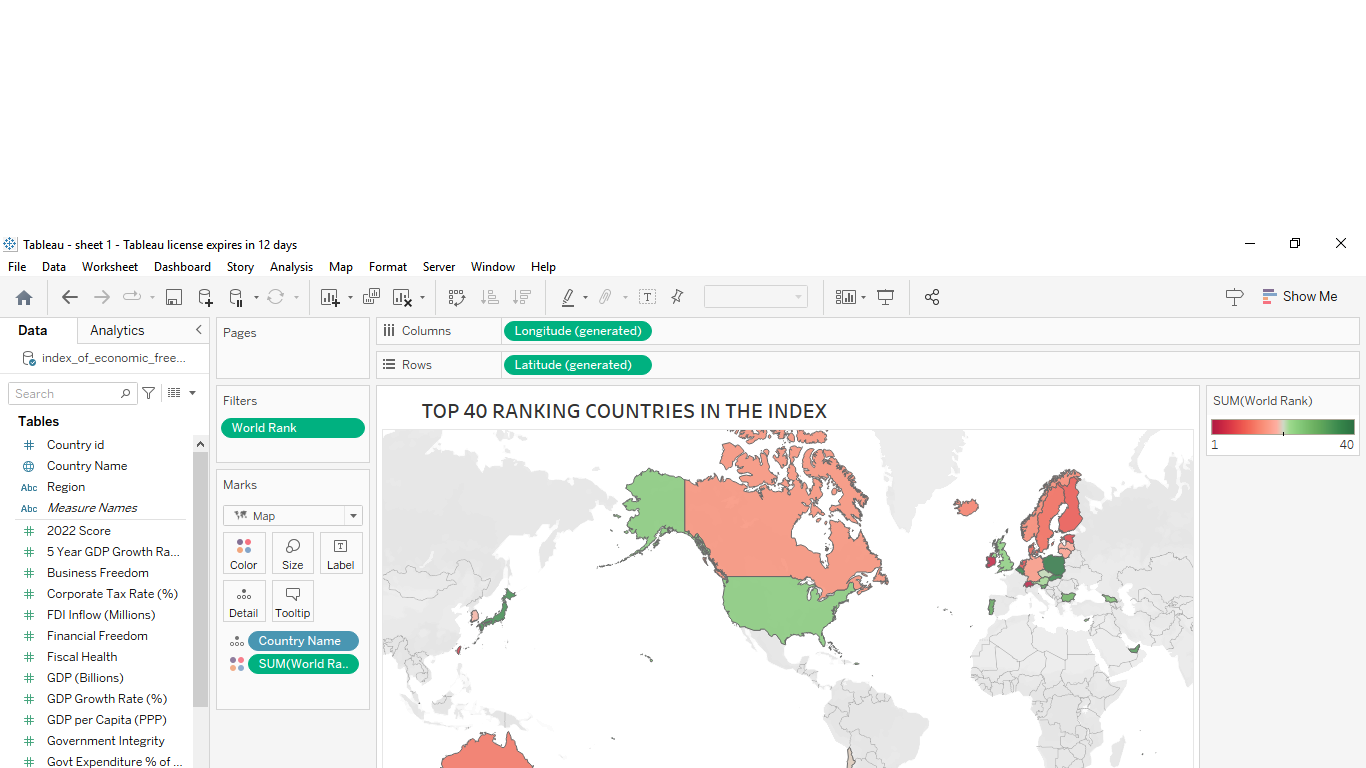 Tableau - sheet 1 - Tableau license expires in 12 days
File Data Worksheet Dashboard Story Analysis Map Format Server Window Help
Show Me
Data Analytics
index_of_economic_free...
Search
Tables
Country id
Country Name
Abc Region
Abc Measure Names
2022 Score
5 Year GDP Growth Ra...
Business Freedom
Corporate Tax Rate (%)
FDI Inflow (Millions)
Financial Freedom
Fiscal Health
GDP (Billions)
GDP Growth Rate (%)
GDP per Capita (PPP)
Government Integrity
Govt Expenditure % of ...
Pages
Filters
World Rank
Marks
Map
Color Size Label
Detail Tooltip
Country Name
SUM(World Ra..
Columns Longitude (generated)
Rows Latitude (generated)
TOP 40 RANKING COUNTRIES IN THE INDEX
SUM(World Rank)
1 40